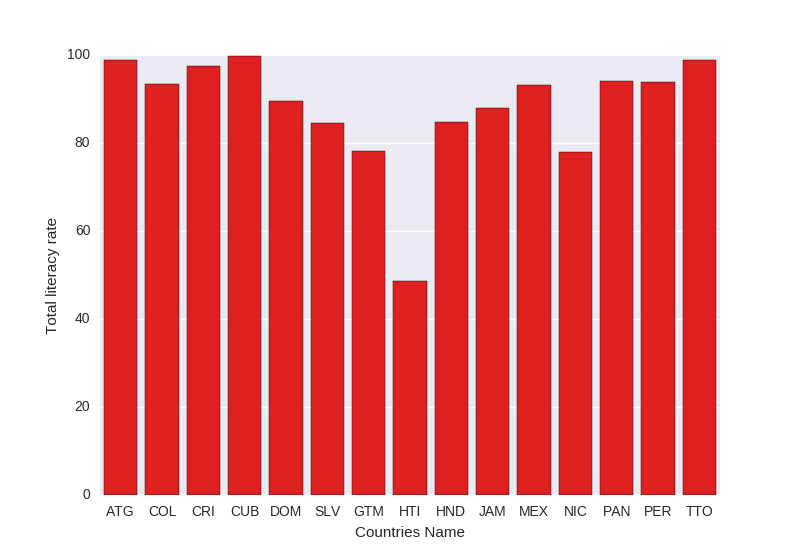 100
80
60
40
20
0
Total literacy rate
ATG COL CRI CUB DOM SLV GTM HTI HND JAM MEX NIC PAN PER TTO
Countries Name